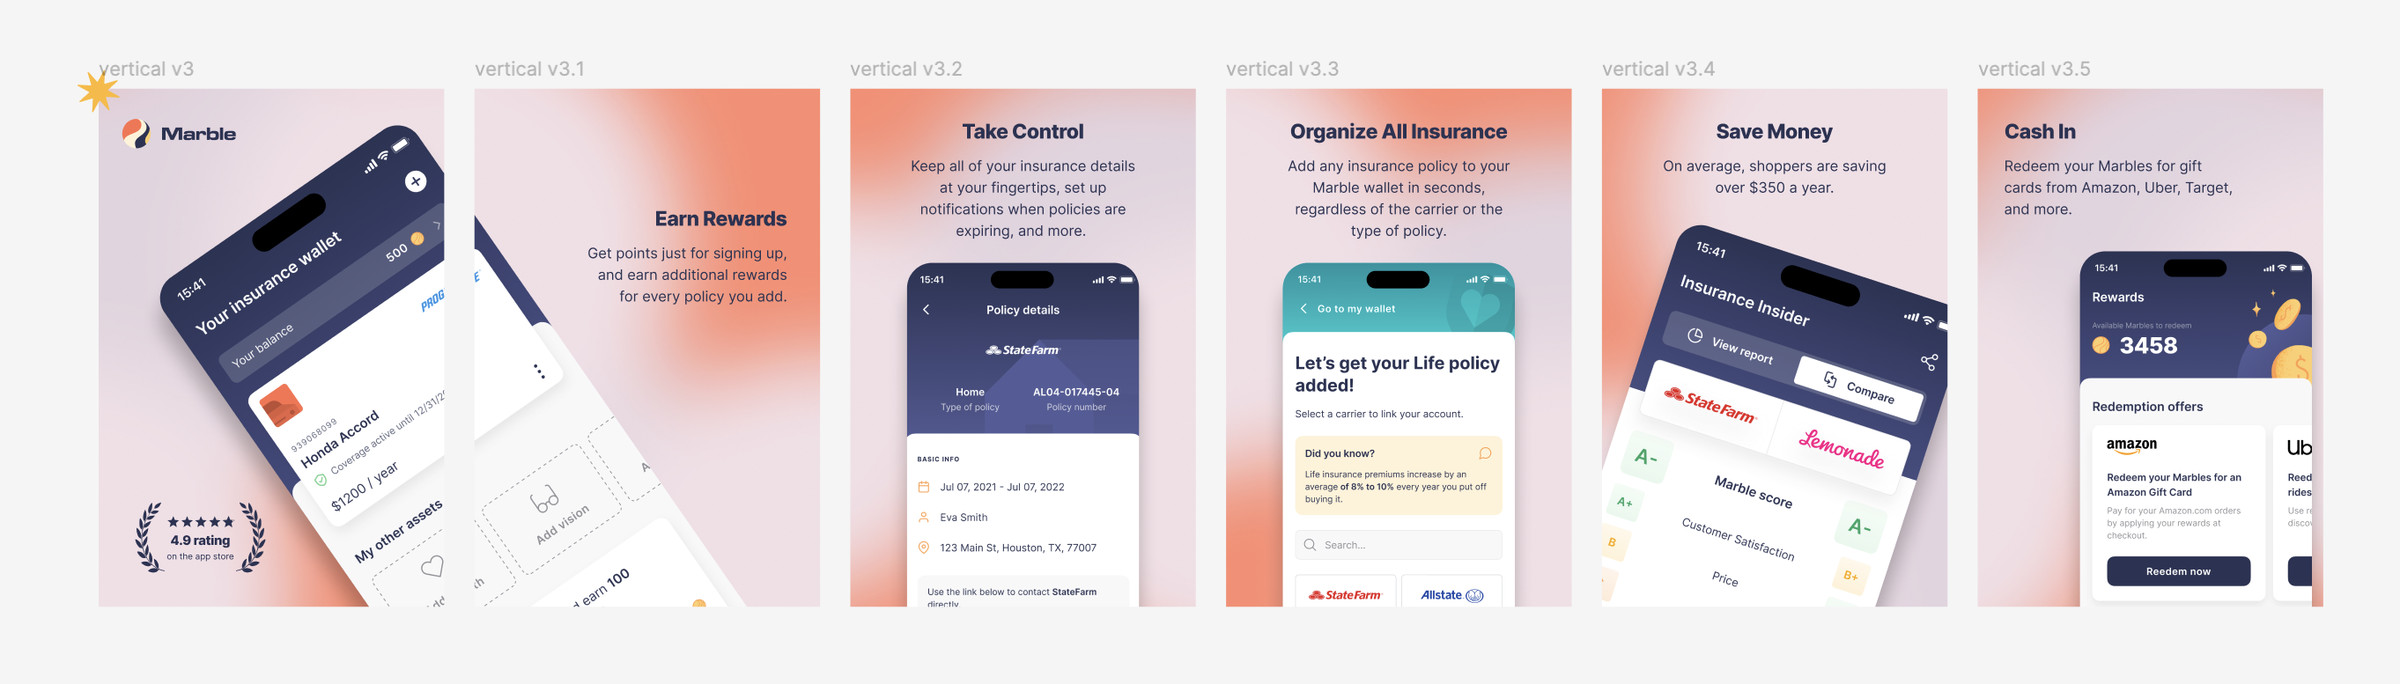 vertical v3
Marble
15:41
Your insurance wallet
Your balance
500
PROG
939068099
Honda Accord
Coverage active until 12/31/2
$1200 / year
My other assets
dd
4.9 rating
on the app store
vertical v3.1
Earn Rewards
Get points just for signing up,
and earn additional rewards
for every policy you add.
E
A
Add vision
th
d earn 100
vertical v3.2
Take Control
Keep all of your insurance details
at your fingertips, set up
notifications when policies are
expiring, and more.
15:41
Policy details
StateFarm
Home
AL04-017445-04
Type of policy
Policy number
BASIC INFO
Jul 07, 2021 - Jul 07, 2022
Eva Smith
123 Main St, Houston, TX, 77007
Use the link below to contact StateFarm
directly
vertical v3.3
Organize All Insurance
Add any insurance policy to your
Marble wallet in seconds,
regardless of the carrier or the
type of policy.
15:41
Go to my wallet
Let's get your Life policy
added!
Select a carrier to link your account.
Did you know?
Life insurance premiums increase by an
average of 8% to 10% every year you put off
buying it.
Search...
StateFarm
Allstate
vertical v3.4
Save Money
On average, shoppers are saving
over $350 a year.
15:41
Insurance Insider
View report
Compare
StateFarm
Lemonade
A-
Marble score
A-
A+
Customer Satisfaction
B+
B
Price
vertical v3.5
Cash In
Redeem your Marbles for gift
cards from Amazon, Uber, Target,
and more.
15:41
Rewards
Available Marbles to redeem
3458
Redemption offers
amazon
Redeem your Marbles for an
Amazon Gift Card
Pay for your Amazon.com orders
by applying your rewards at
checkout.
Reedem now
Ub
Reed
rides
Use re
discov